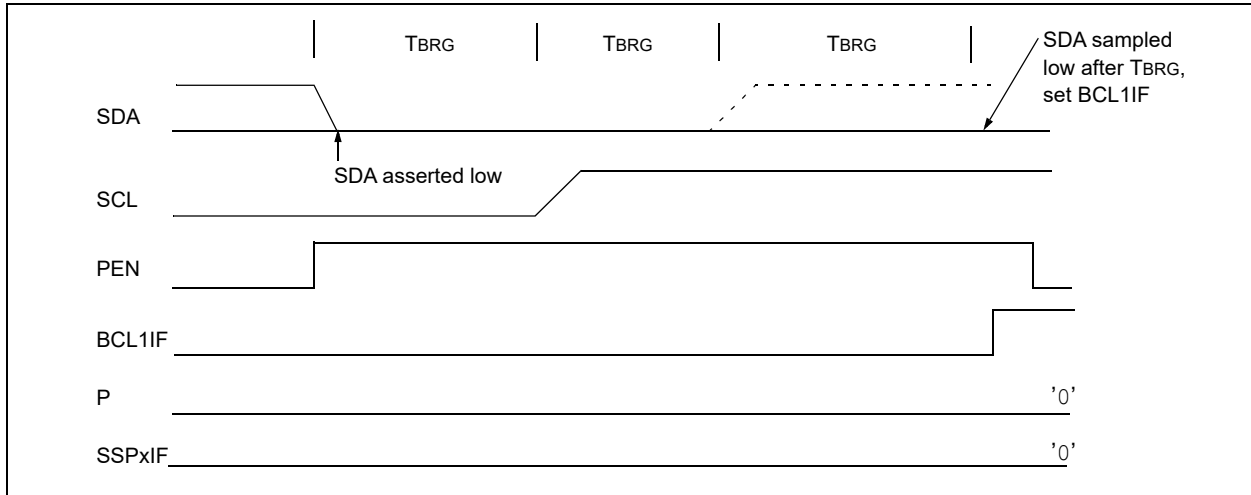 TBRG TBRG TBRG
SDA sampled
low after TBRG,
set BCL1IF
SDA
SDA asserted low
SCL
PEN
BCL1IF
P '0'
SSPxIF '0'